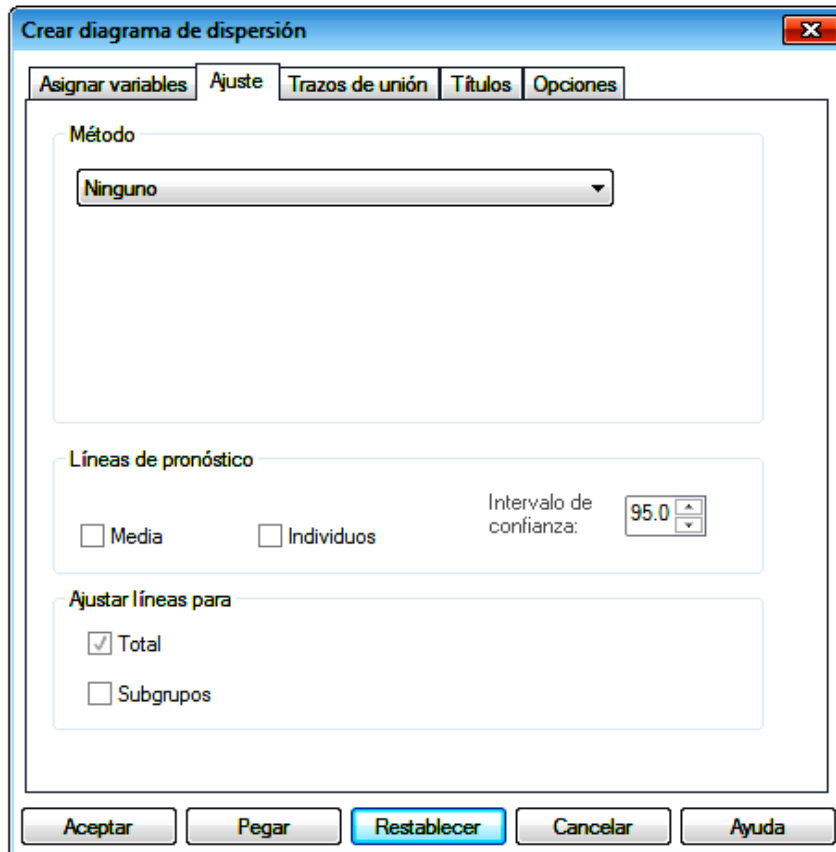 Crear diagrama de dispersión
Asignar variables Ajuste Trazos de unión Títulos Opciones
Método
Ninguno
Líneas de pronóstico
Media Individuos Intervalo de confianza: 95.0
Ajustar líneas para
Total
Subgrupos
Aceptar Pegar Restablecer Cancelar Ayuda